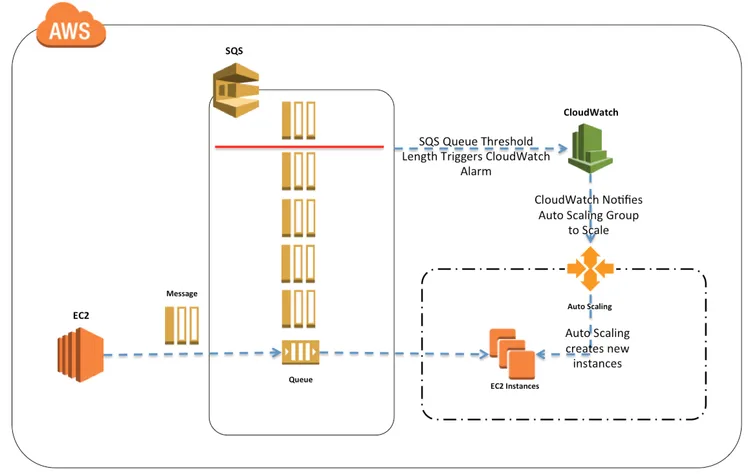 AWS
SQS
CloudWatch
SQS Queue Threshold
Length Triggers CloudWatch
Alarm
CloudWatch Notifies
Auto Scaling Group
to Scale
Message
Auto Scaling
EC2
Auto Scaling
creates new
instances
Queue
EC2 Instances